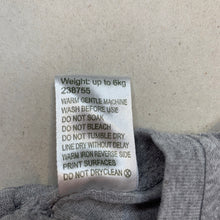 Weight: up to 6kg
238755
WARM GENTLE MACHINE
WASH BEFORE USE
DO NOT SOAK
DO NOT BLEACH
DO NOT TUMBLE DRY
LINE DRY WITHOUT DELAY
WARM IRON REVERSE SIDE
PRINT SURFACES
DO NOT DRYCLEAN